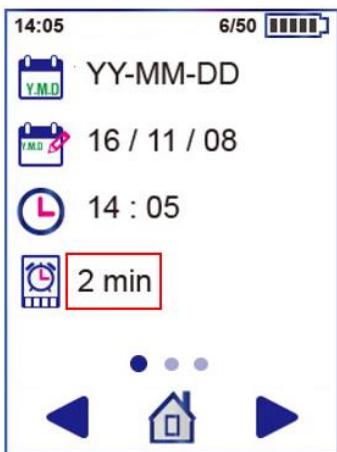 14:05 6/50
Y.M.D YY-MM-DD
Y.M.D 16 / 11 / 08
14 : 05
2 min